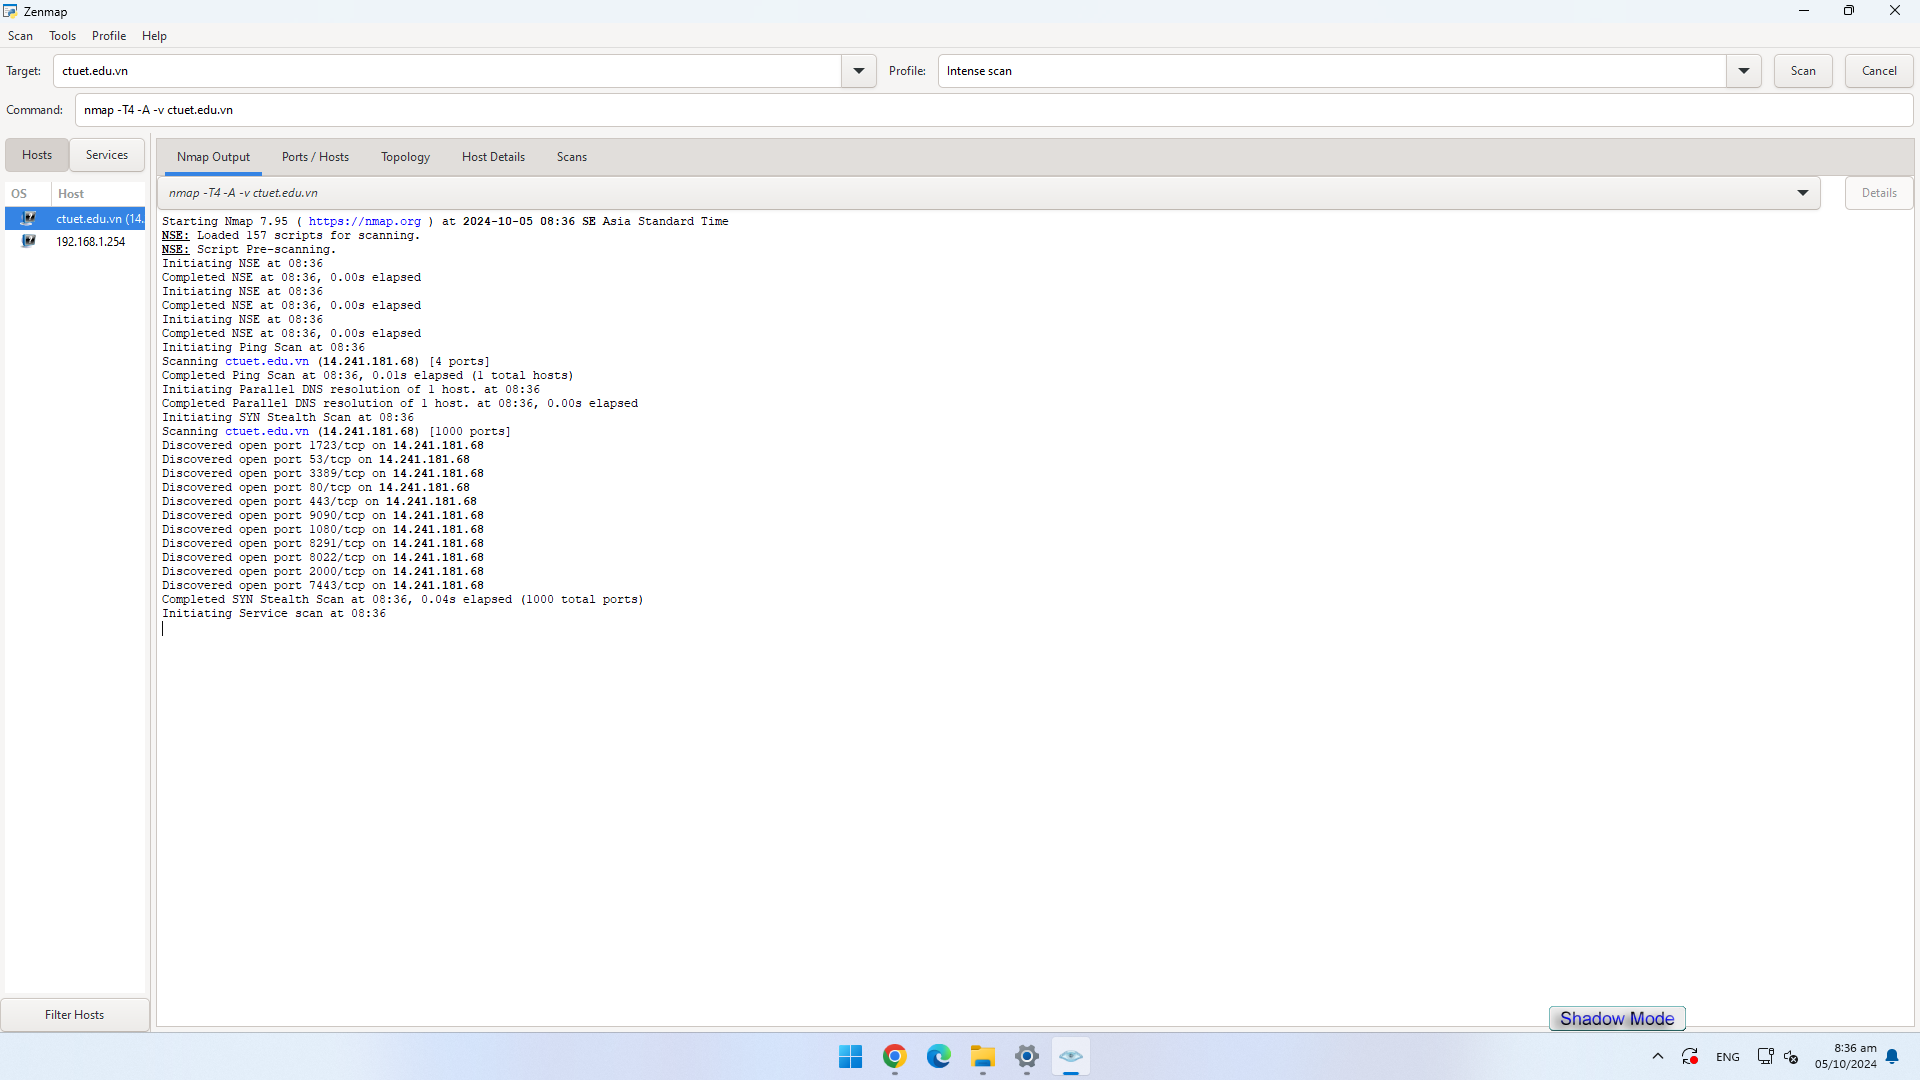 Zenmap
Scan Tools Profile Help
Target: ctuet.edu.vn Profile: Intense scan Scan Cancel
Command: nmap -T4 -A -v ctuet.edu.vn
Hosts Services
Nmap Output Ports / Hosts Topology Host Details Scans
OS Host
ctuet.edu.vn (14.
192.168.1.254
nmap -T4 -A -v ctuet.edu.vn Details
Starting Nmap 7.95 ( https://nmap.org ) at 2024-10-05 08:36 SE Asia Standard Time
NSE: Loaded 157 scripts for scanning.
NSE: Script Pre-scanning.
Initiating NSE at 08:36
Completed NSE at 08:36, 0.00s elapsed
Initiating NSE at 08:36
Completed NSE at 08:36, 0.00s elapsed
Initiating NSE at 08:36
Completed NSE at 08:36, 0.00s elapsed
Initiating Ping Scan at 08:36
Scanning ctuet.edu.vn (14.241.181.68) [4 ports]
Completed Ping Scan at 08:36, 0.01s elapsed (1 total hosts)
Initiating Parallel DNS resolution of 1 host. at 08:36
Completed Parallel DNS resolution of 1 host. at 08:36, 0.00s elapsed
Initiating SYN Stealth Scan at 08:36
Scanning ctuet.edu.vn (14.241.181.68) [1000 ports]
Discovered open port 1723/tcp on 14.241.181.68
Discovered open port 53/tcp on 14.241.181.68
Discovered open port 3389/tcp on 14.241.181.68
Discovered open port 80/tcp on 14.241.181.68
Discovered open port 443/tcp on 14.241.181.68
Discovered open port 9090/tcp on 14.241.181.68
Discovered open port 1080/tcp on 14.241.181.68
Discovered open port 8291/tcp on 14.241.181.68
Discovered open port 8022/tcp on 14.241.181.68
Discovered open port 2000/tcp on 14.241.181.68
Discovered open port 7443/tcp on 14.241.181.68
Completed SYN Stealth Scan at 08:36, 0.04s elapsed (1000 total ports)
Initiating Service scan at 08:36
Filter Hosts
Shadow Mode
ENG
8:36 am
05/10/2024